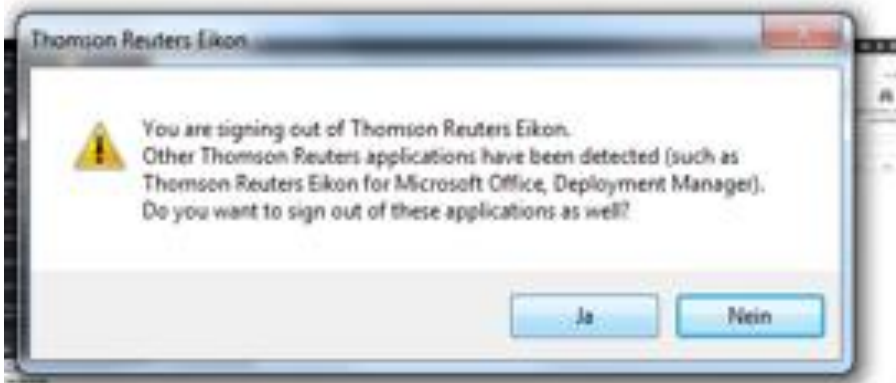 Thomson Reuters Eikon
You are signing out of Thomson Reuters Eikon.
Other Thomson Reuters applications have been detected (such as
Thomson Reuters Eikon for Microsoft Office, Deployment Manager).
Do you want to sign out of these applications as well?
Ja
Nein